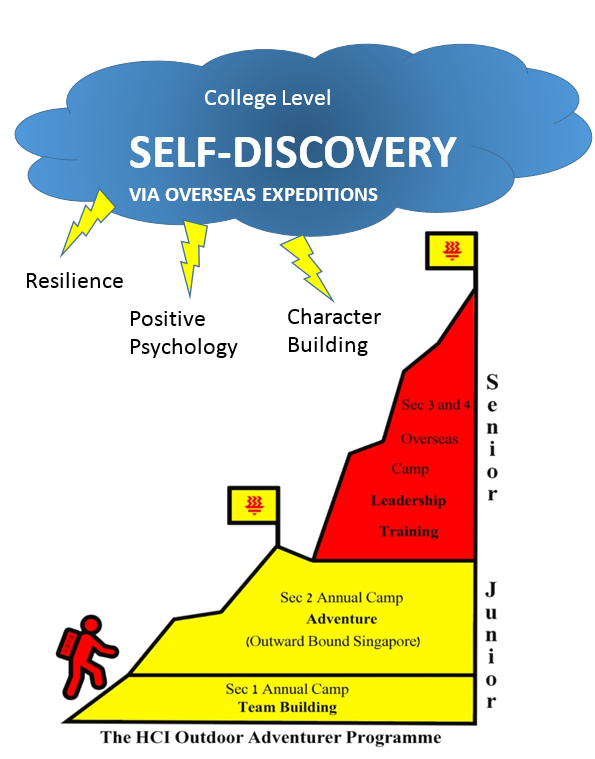 College Level
SELF-DISCOVERY
VIA OVERSEAS EXPEDITIONS
Resilience
Positive
Psychology
Character
Building
Sec 3 and 4
Overseas
Camp
Leadership
Training
Senior
Sec 2 Annual Camp
Adventure
(Outward Bound Singapore)
Junior
Sec 1 Annual Camp
Team Building
The HCI Outdoor Adventurer Programme